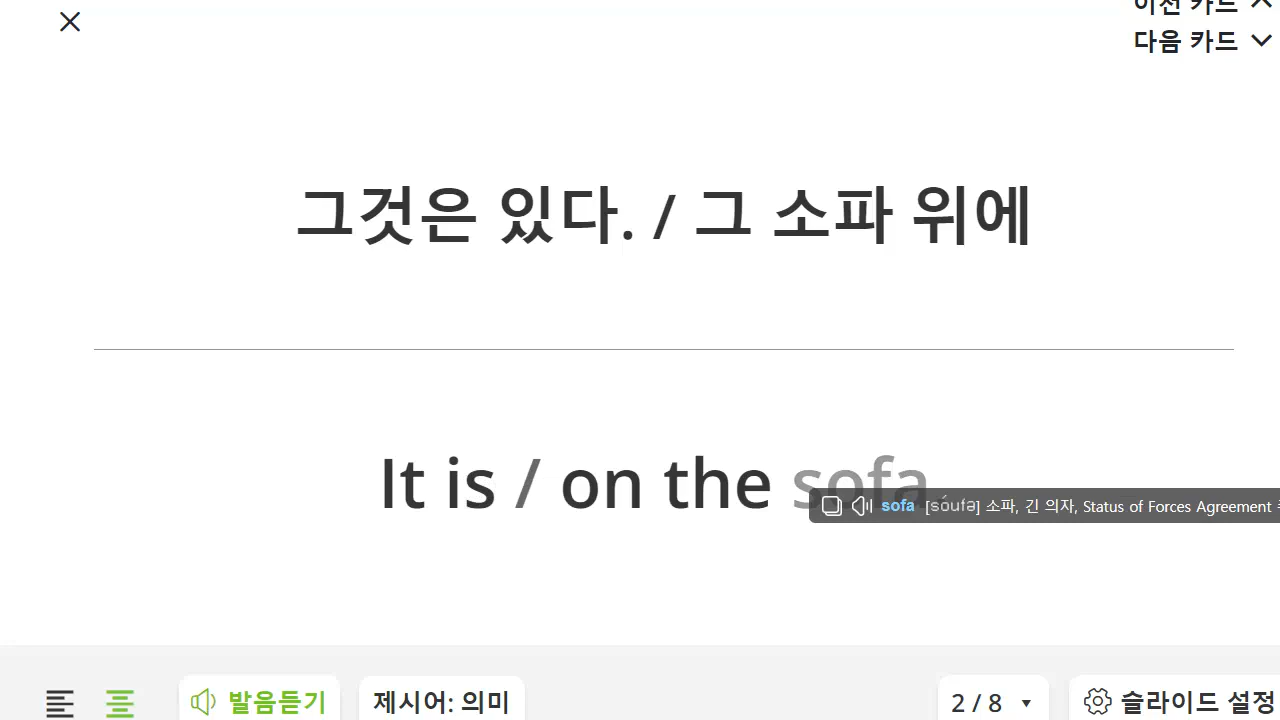 이전 카드
다음 카드
그것은 있다. / 그 소파 위에
It is / on the sofa.
sofa [sóufə] 소파, 긴 의자, Status of Forces Agreement
발음듣기
제시어: 의미
2 / 8
슬라이드 설정